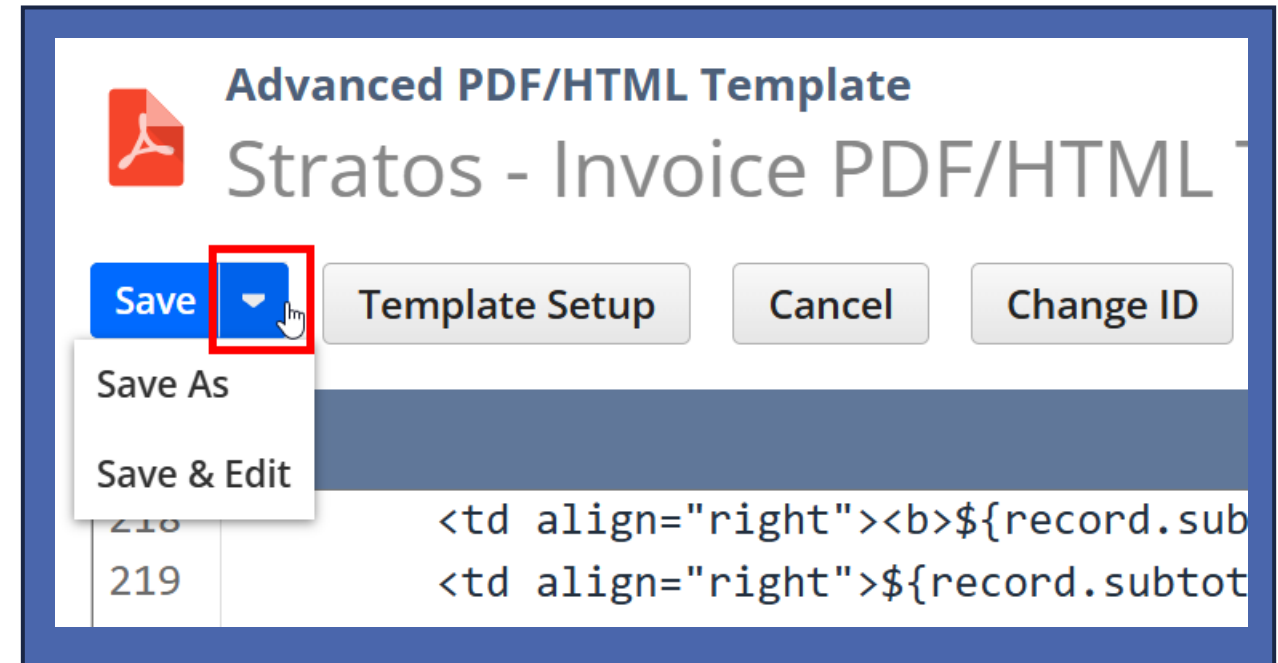 Advanced PDF/HTML Template
Stratos - Invoice PDF/HTML
Save Template Setup Cancel Change ID
Save As
Save & Edit
218 <td align="right"><b>${record.sub
219 <td align="right">${record.subtot